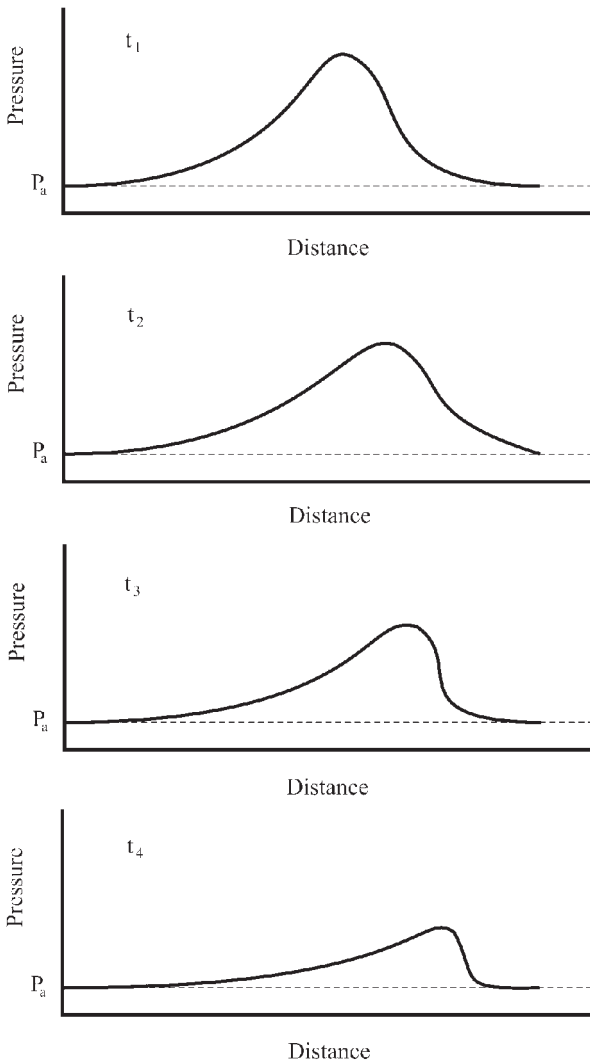 t1
Pressure
Pa
Distance
t2
Pressure
Pa
Distance
t3
Pressure
Pa
Distance
t4
Pressure
Pa
Distance